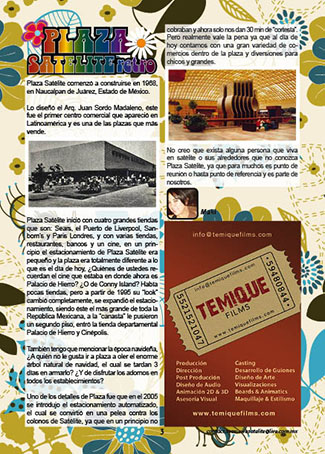 PLAZA
SATELITE retro
Plaza Satélite comenzó a construirse en 1968,
en Naucalpan de Juárez, Estado de México.
Lo diseño el Arq. Juan Sordo Madaleno, este
fue el primer centro comercial que apareció en
Latinoamérica y es una de las plazas que más
vende.
Plaza Satélite inició con cuatro grandes tiendas
que son: Sears, el Puerto de Liverpool, San-
born's y París Londres, y con varias tiendas,
restaurantes, bancos y un cine, en un prin-
cipio el estacionamiento de Plaza Satélite era
pequeño y la plaza era totalmente diferente a lo
que es el día de hoy, ¿Quiénes de ustedes re-
cuerdan el cine que estaba en donde ahora es
Palacio de Hierro? ¿O de Conny Island? Había
pocas tiendas, pero a partir de 1995 su "look"
cambió completamente, se expandió el estacio-
namiento, siendo éste el más grande de toda la
República Mexicana, a la "canasta" le pusieron
un segundo piso, entró la tienda departamental
Palacio de Hierro y Cinépolis.
También tengo que mencionar la época navideña,
¿A quién no le gusta ir a la plaza a oler el enorme
árbol natural de navidad, el cual se tardan 3
días en armarlo? ¿Y de disfrutar los adornos en
todos los establecimientos?
Uno de los detalles de Plaza fue que en el 2005
se introdujo el estacionamiento automatizado,
el cual se convirtió en una pelea contra los
colonos de Satélite, ya que en un principio no
cobraban y ahora solo nos dan 30 min de "cortesía".
Pero realmente vale la pena ya que al día de
hoy contamos con una gran variedad de co-
mercios dentro de la plaza y diversiones para
chicos y grandes.
No creo que exista alguna persona que viva
en satélite o sus alrededores que no conozca
Plaza Satélite, ya que para muchos es punto de
reunión o hasta punto de referencia y es parte de
nosotros.
info@temiquefilms.com
5521521047
TEMIQUE
FILMS
59480844
www.temiquefilms.com
Producción
Dirección
Post Producción
Diseño de Audio
Animación 2D & 3D
Asesoría Visual
Casting
Desarrollo de Guiones
Diseño de Arte
Visualizaciones
Boards & Animatics
Maquillaje & Estilismo
www.temiquefilms.com